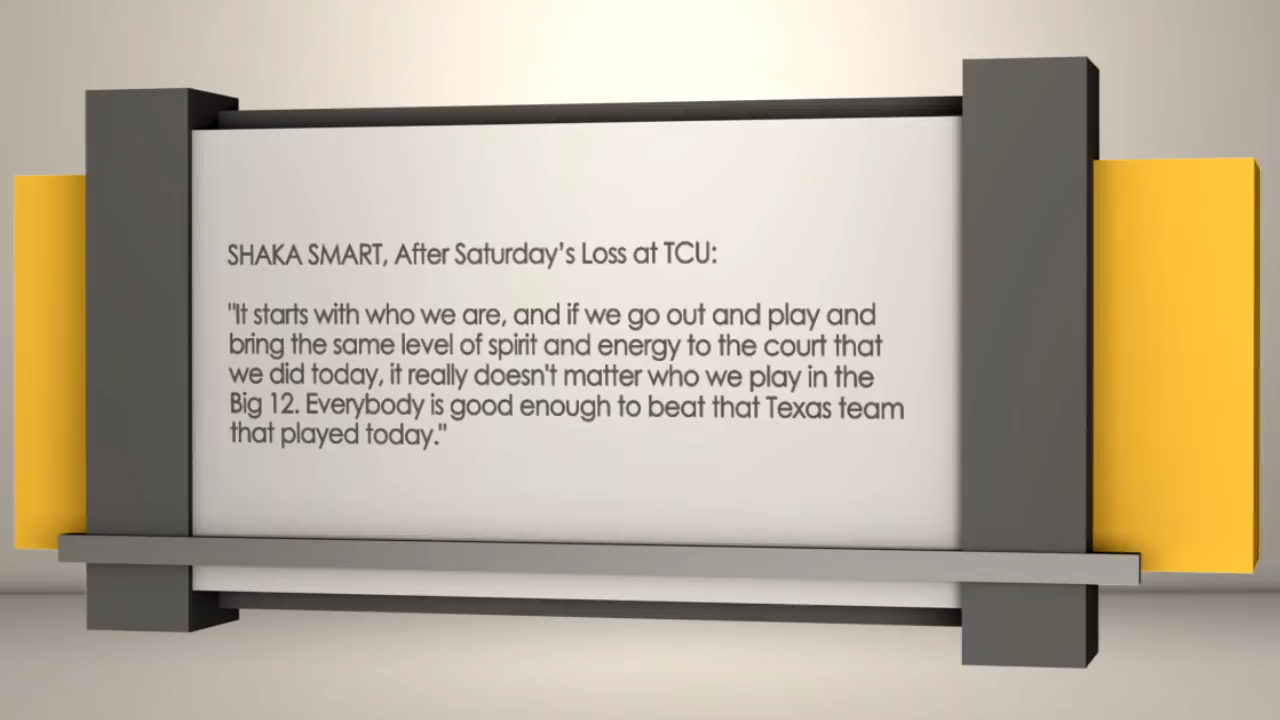 SHAKA SMART, After Saturday's Loss at TCU:
"It starts with who we are, and if we go out and play and
bring the same level of spirit and energy to the court that
we did today, it really doesn't matter who we play in the
Big 12. Everybody is good enough to beat that Texas team
that played today."